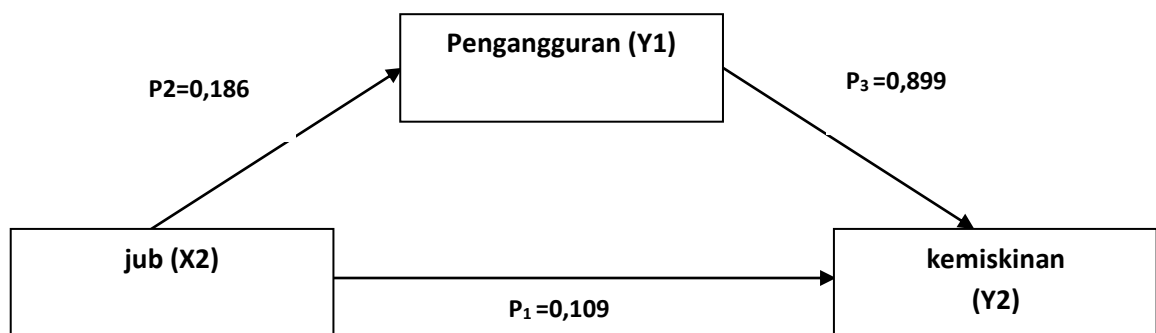 Pengangguran (Y1)
P2=0,186
P₃ =0,899
jub (X2)
kemiskinan
(Y2)
P₁ =0,109